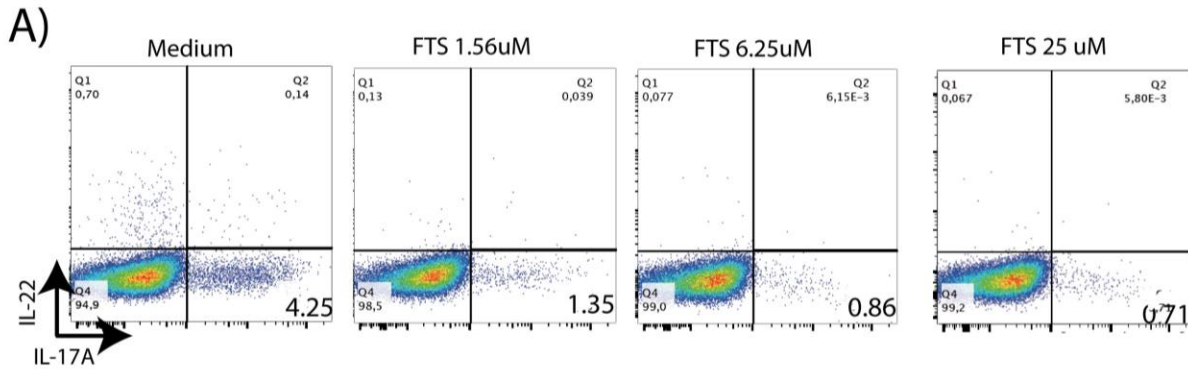 A)
Medium
FTS 1.56uM
FTS 6.25uM
FTS 25 uM
Q1
0,70
Q2
0,14
Q1
0,13
Q2
0,039
Q1
0,077
Q2
6,15E-3
Q1
0,067
Q2
5,80E-3
Q4
94,9
4.25
Q4
98,5
1.35
Q4
99,0
0.86
Q4
99,2
0.71
IL-22
IL-17A